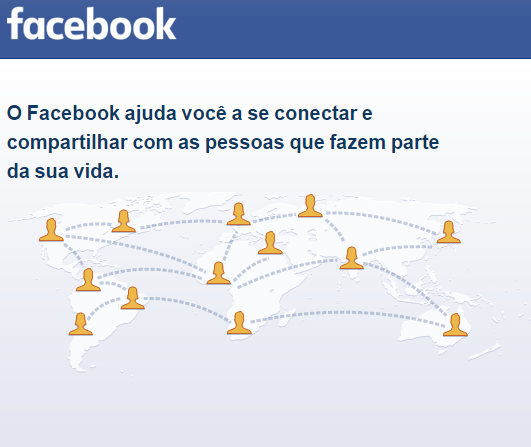 facebook
O Facebook ajuda você a se conectar e
compartilhar com as pessoas que fazem parte
da sua vida.